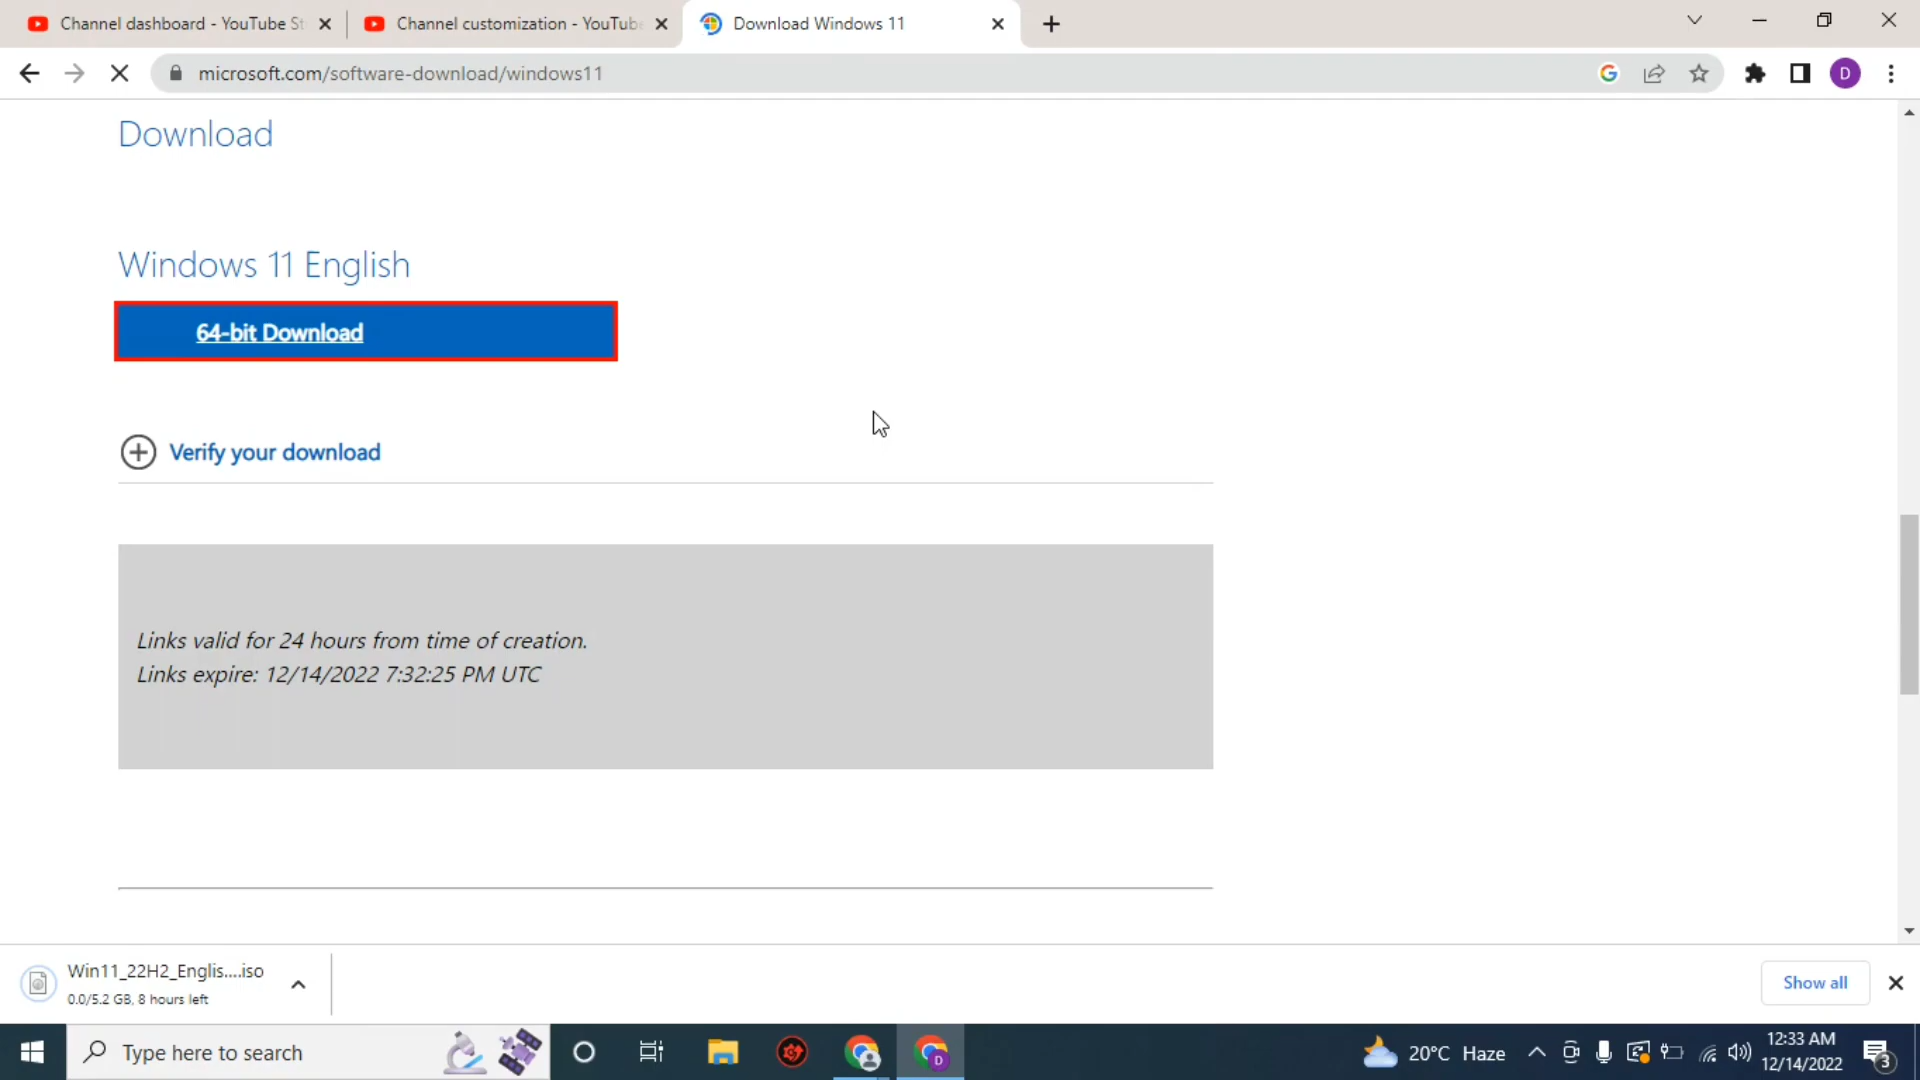 Channel dashboard - YouTube St
Channel customization - YouTube
Download Windows 11
microsoft.com/software-download/windows11
D
Download
Windows 11 English
64-bit Download
Verify your download
Links valid for 24 hours from time of creation.
Links expire: 12/14/2022 7:32:25 PM UTC
Win11_22H2_Englis....iso
0.0/5.2 GB, 8 hours left
Show all
Type here to search
D
20°C Haze
12:33 AM
12/14/2022
3